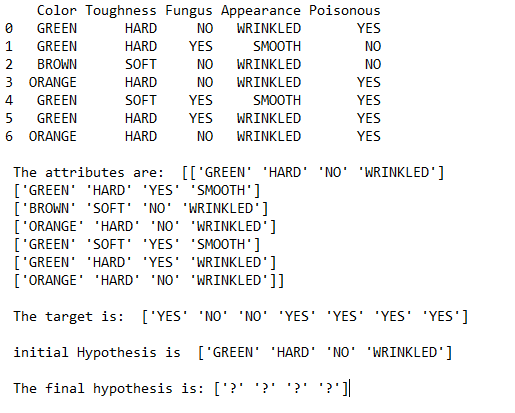 Color Toughness Fungus Appearance Poisonous
0 GREEN HARD NO WRINKLED YES
1 GREEN HARD YES SMOOTH NO
2 BROWN SOFT NO WRINKLED NO
3 ORANGE HARD NO WRINKLED YES
4 GREEN SOFT YES SMOOTH YES
5 GREEN HARD YES WRINKLED YES
6 ORANGE HARD NO WRINKLED YES
The attributes are: [['GREEN' 'HARD' 'NO' 'WRINKLED']
['GREEN' 'HARD' 'YES' 'SMOOTH']
['BROWN' 'SOFT' 'NO' 'WRINKLED']
['ORANGE' 'HARD' 'NO' 'WRINKLED']
['GREEN' 'SOFT' 'YES' 'SMOOTH']
['GREEN' 'HARD' 'YES' 'WRINKLED']
['ORANGE' 'HARD' 'NO' 'WRINKLED']]
The target is: ['YES' 'NO' 'NO' 'YES' 'YES' 'YES' 'YES']
initial Hypothesis is ['GREEN' 'HARD' 'NO' 'WRINKLED']
The final hypothesis is: ['?' '?' '?' '?']